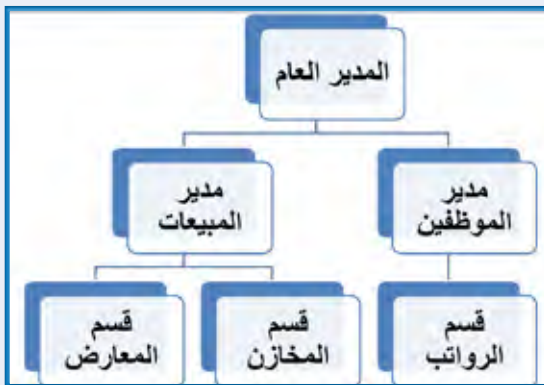 المدير العام
مدير
الموظفين
مدير
المبيعات
قسم
الرواتب
قسم
المخازن
قسم
المعارض